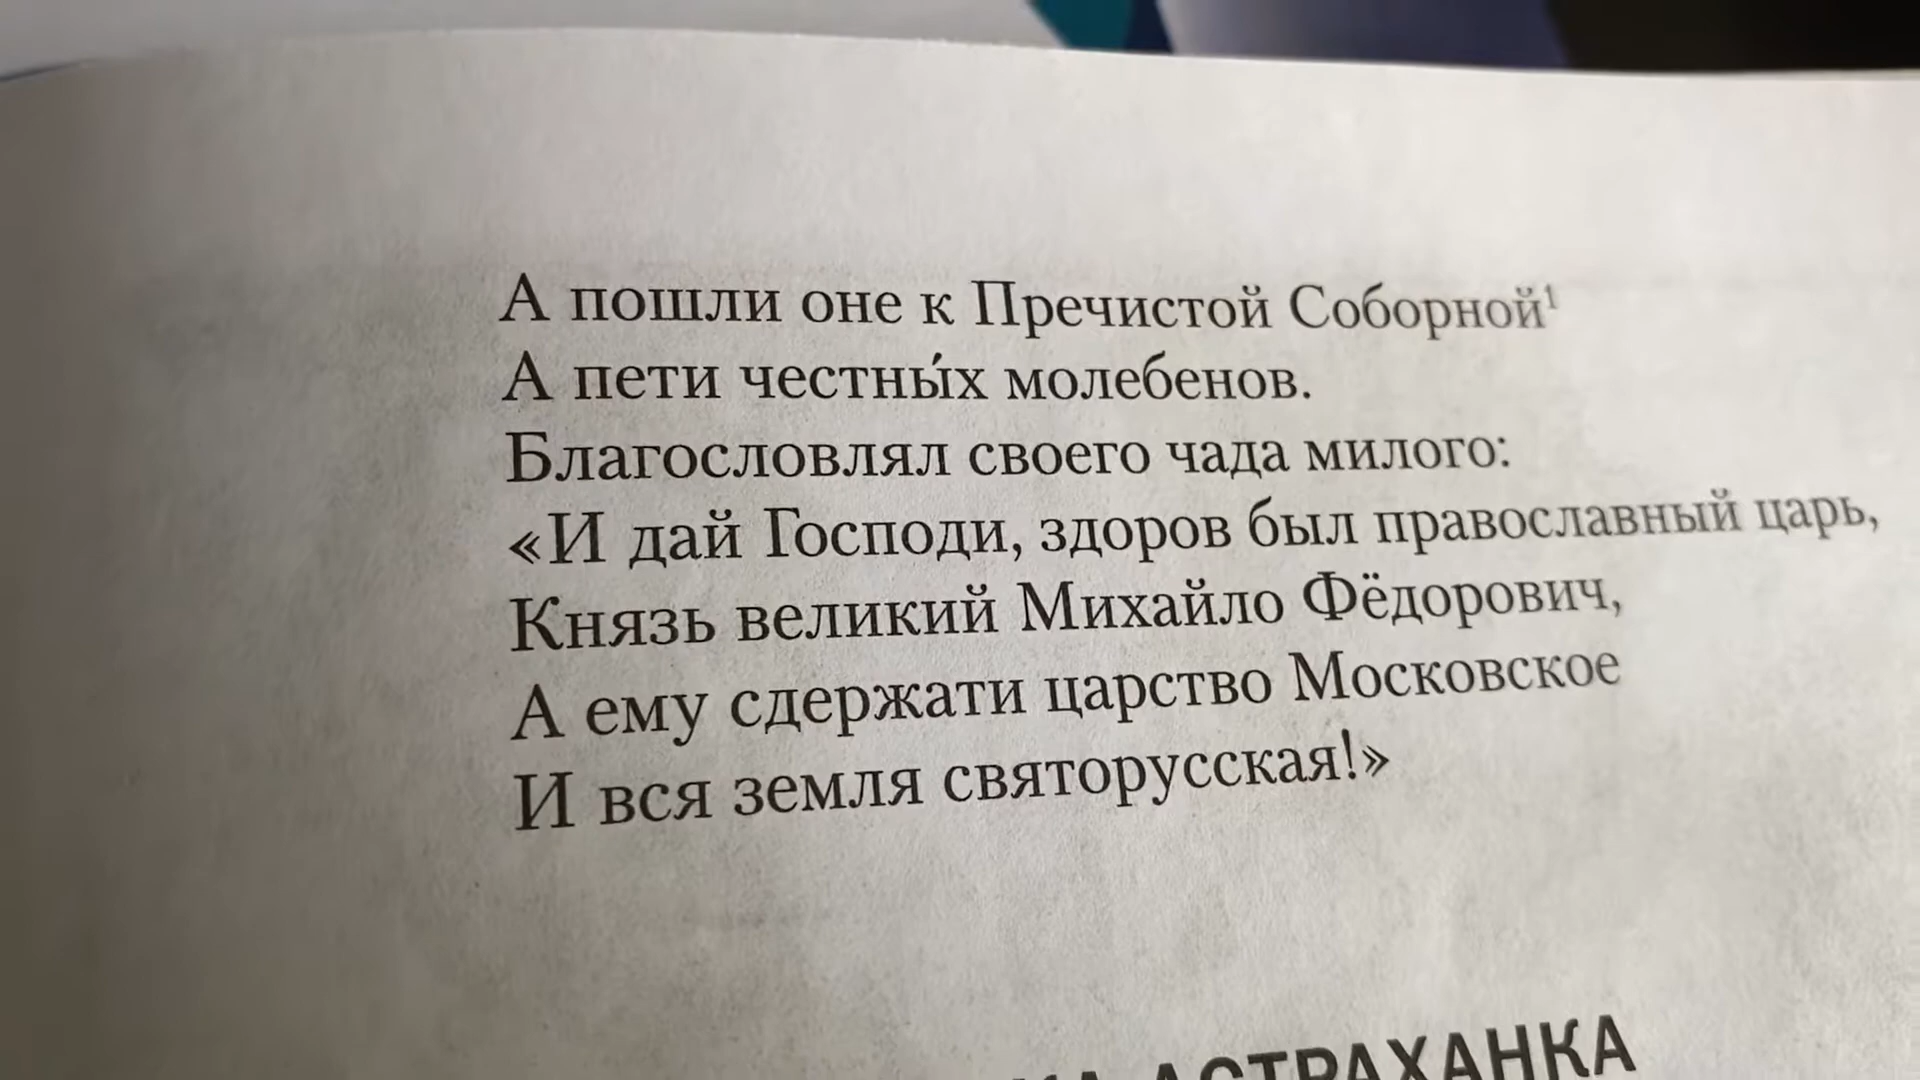 А пошли оне к Пречистой Соборной¹
А пети честны́х молебенов.
Благословлял своего чада милого:
«И дай Господи, здоров был православный царь,
Князь великий Михайло Фёдорович,
А ему сдержати царство Московское
И вся земля святорусская!»
АСТРАХАНКА